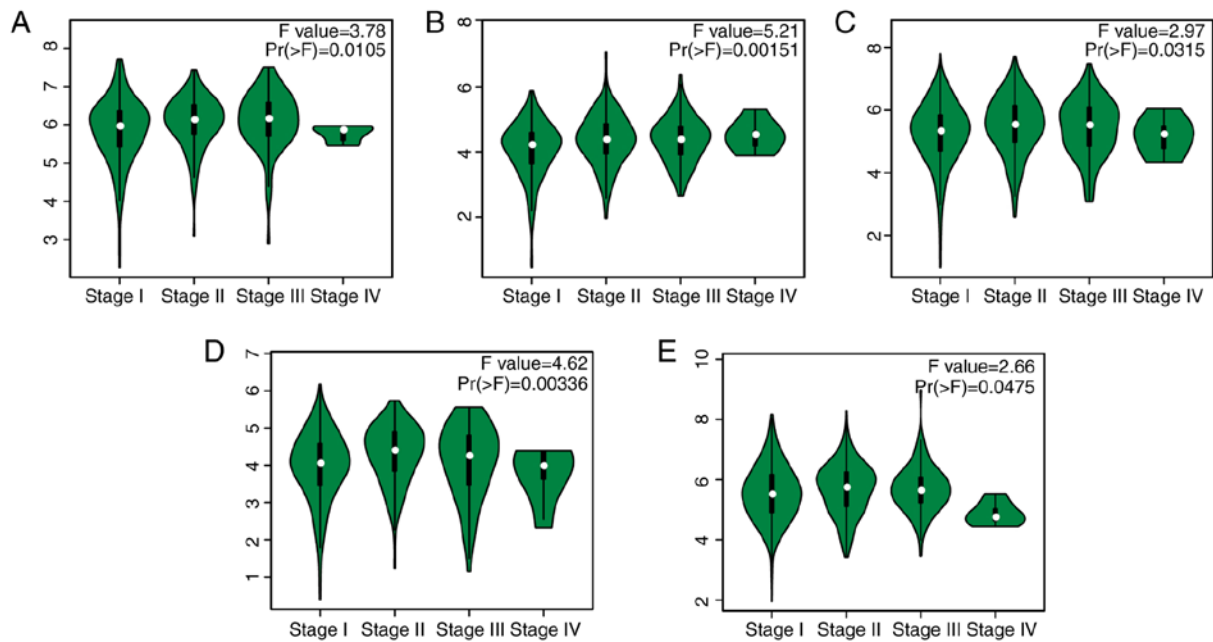 A
F value=3.78
Pr(>F)=0.0105
8
7
6
5
4
3
Stage I Stage II Stage III Stage IV
B
F value=5.21
Pr(>F)=0.00151
8
6
4
2
Stage I Stage II Stage III Stage IV
C
F value=2.97
Pr(>F)=0.0315
8
6
4
2
Stage I Stage II Stage III Stage IV
D
F value=4.62
Pr(>F)=0.00336
7
6
5
4
3
2
1
Stage I Stage II Stage III Stage IV
E
F value=2.66
Pr(>F)=0.0475
10
8
6
4
2
Stage I Stage II Stage III Stage IV